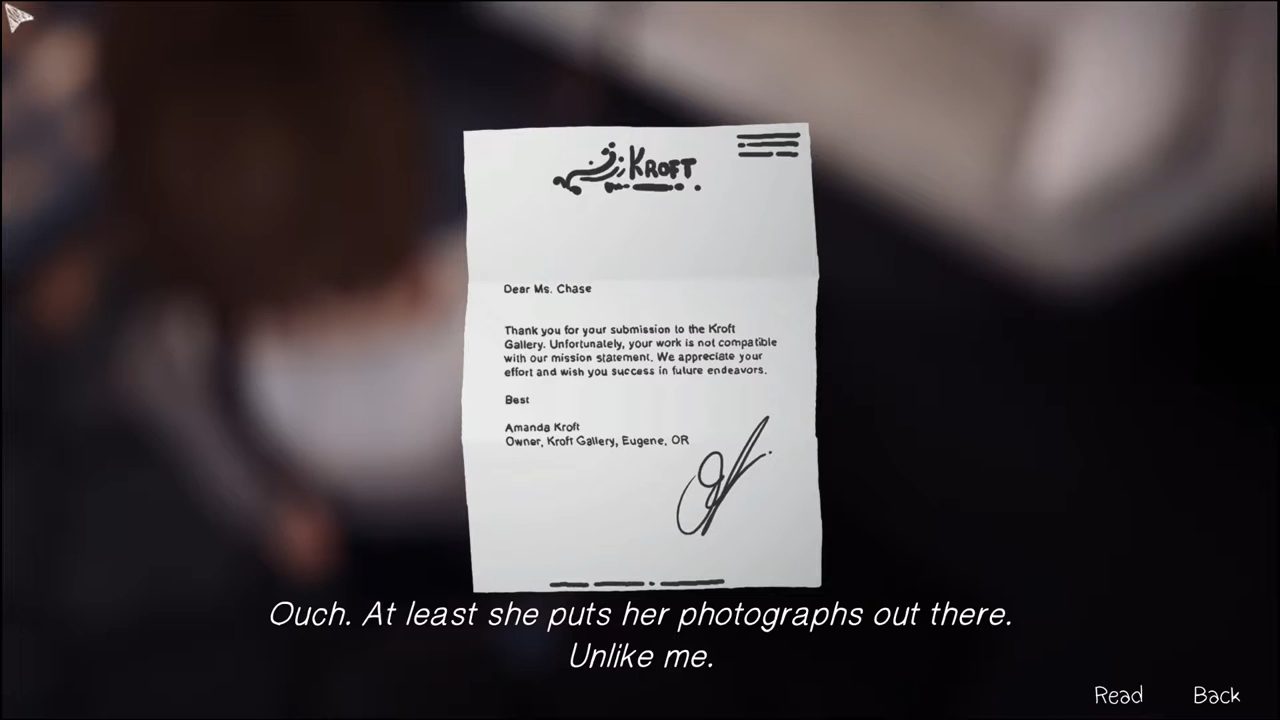 KROFT
Dear Ms. Chase
Thank you for your submission to the Kroft
Gallery. Unfortunately, your work is not compatible
with our mission statement. We appreciate your
effort and wish you success in future endeavors.
Best
Amanda Kroft
Owner, Kroft Gallery, Eugene, OR
Ouch. At least she puts her photographs out there.
Unlike me.
Read Back